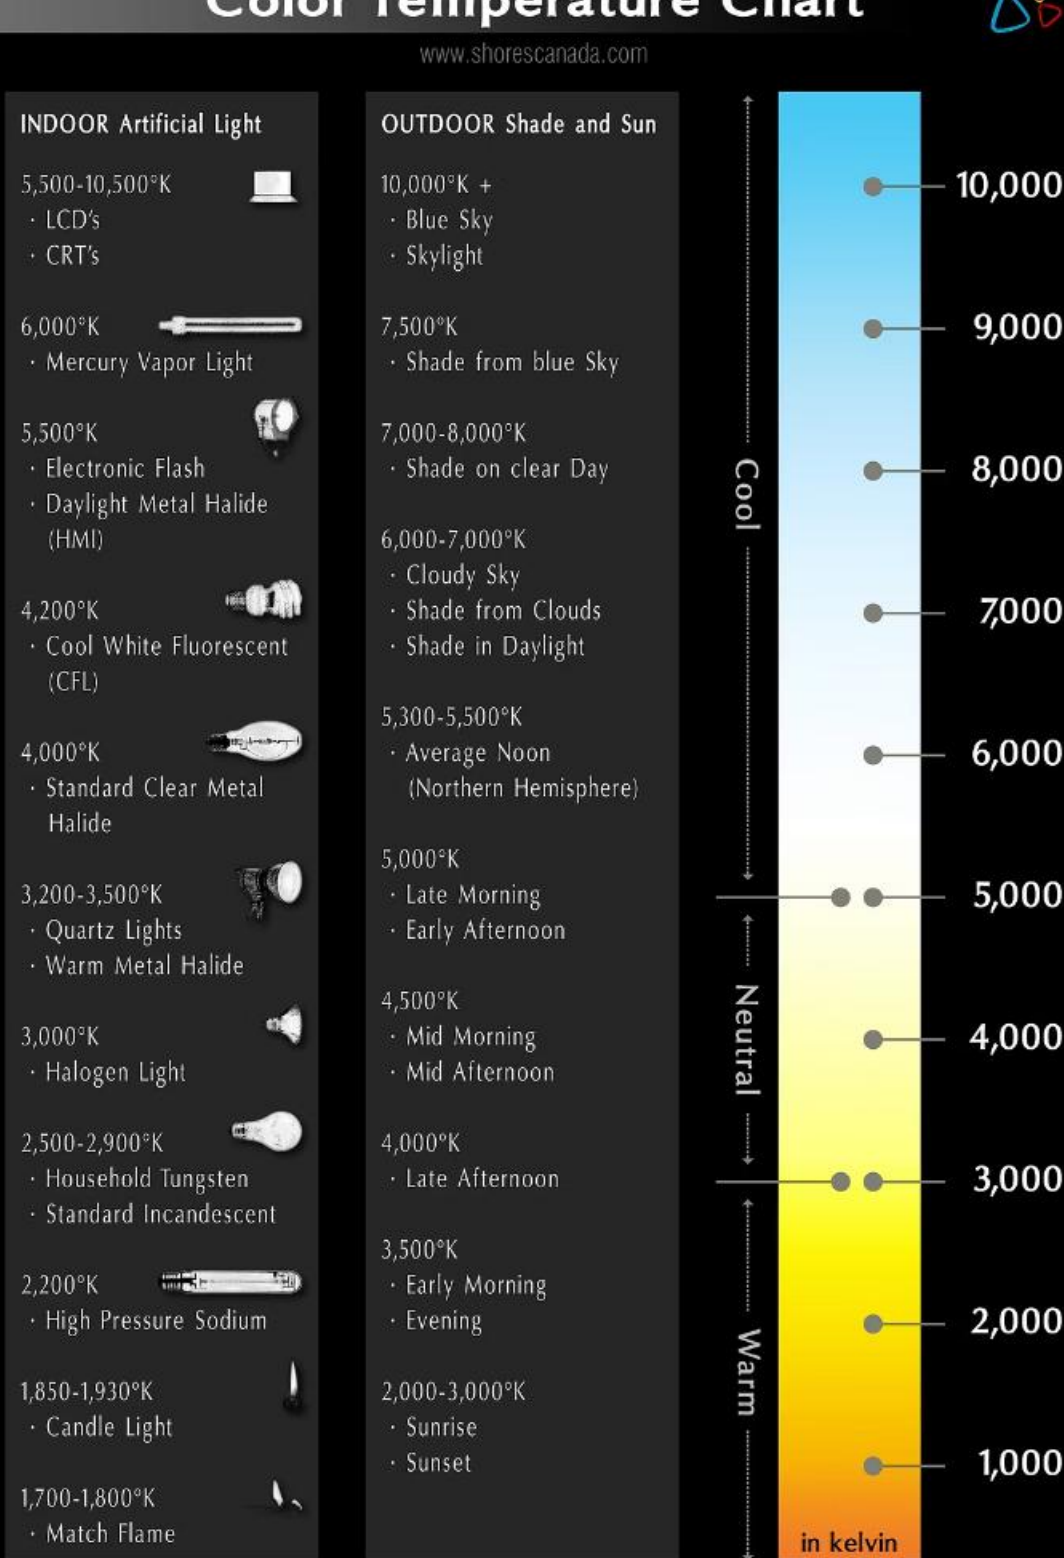 Color Temperature Chart
www.shorescanada.com
INDOOR Artificial Light
5,500-10,500°K
· LCD's
· CRT's
6,000°K
· Mercury Vapor Light
5,500°K
· Electronic Flash
· Daylight Metal Halide
(HMI)
4,200°K
· Cool White Fluorescent
(CFL)
4,000°K
· Standard Clear Metal
Halide
3,200-3,500°K
· Quartz Lights
· Warm Metal Halide
3,000°K
· Halogen Light
2,500-2,900°K
· Household Tungsten
· Standard Incandescent
2,200°K
· High Pressure Sodium
1,850-1,930°K
· Candle Light
1,700-1,800°K
· Match Flame
OUTDOOR Shade and Sun
10,000°K +
· Blue Sky
· Skylight
7,500°K
· Shade from blue Sky
7,000-8,000°K
· Shade on clear Day
6,000-7,000°K
· Cloudy Sky
· Shade from Clouds
· Shade in Daylight
5,300-5,500°K
· Average Noon
(Northern Hemisphere)
5,000°K
· Late Morning
· Early Afternoon
4,500°K
· Mid Morning
· Mid Afternoon
4,000°K
· Late Afternoon
3,500°K
· Early Morning
· Evening
2,000-3,000°K
· Sunrise
· Sunset
Cool
Neutral
Warm
10,000
9,000
8,000
7,000
6,000
5,000
4,000
3,000
2,000
1,000
in kelvin